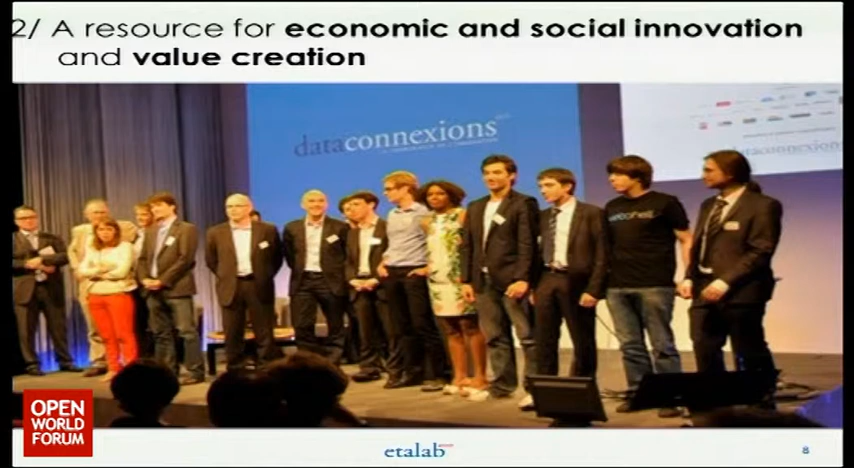 2/ A resource for economic and social innovation
and value creation
dataconnexions
dataconnexions
OPEN
WORLD
FORUM
etalab
8